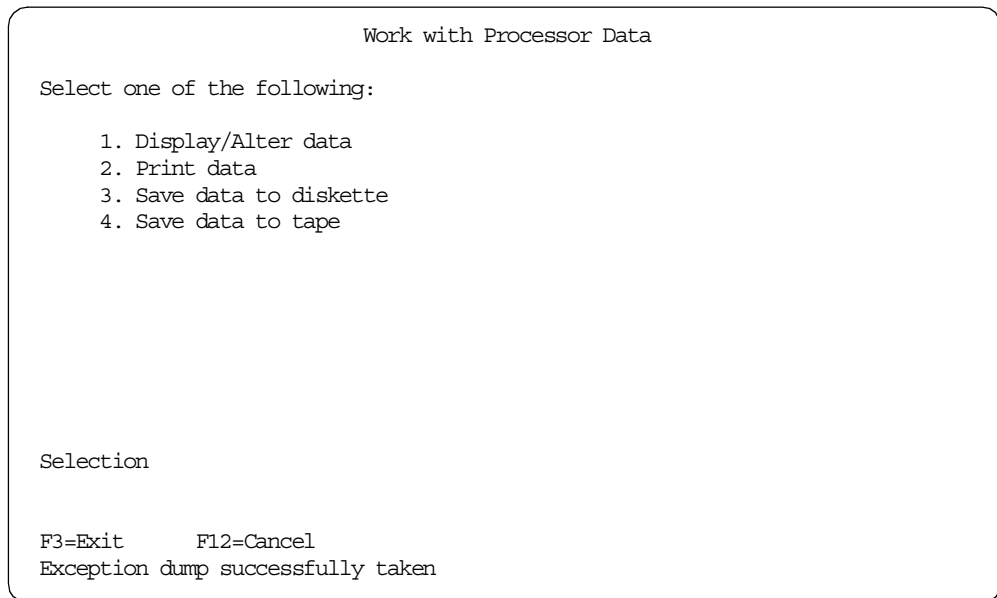 Work with Processor Data
Select one of the following:
1. Display/Alter data
2. Print data
3. Save data to diskette
4. Save data to tape
Selection
F3=Exit F12=Cancel
Exception dump successfully taken